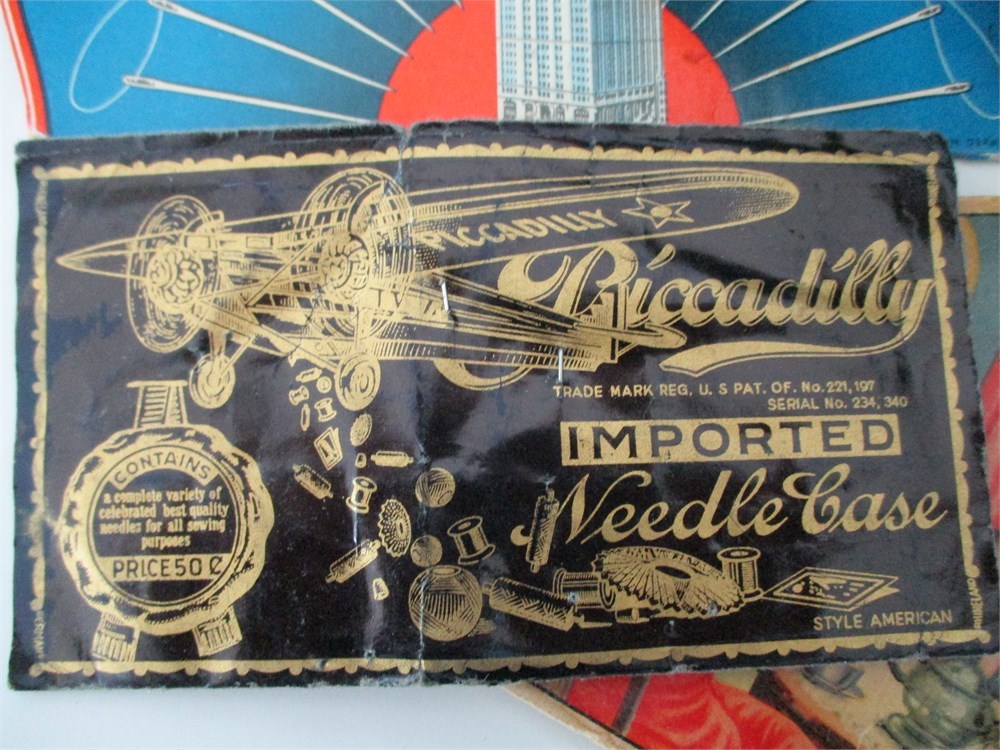 PICCADILLY
Piccadilly
TRADE MARK REG. U. S PAT. OF. No. 221,197
SERIAL No. 234, 340
IMPORTED
Needle Case
CONTAINS
a complete variety of
celebrated best quality
needles for all sewing
purposes
PRICE 50 ¢
STYLE AMERICAN